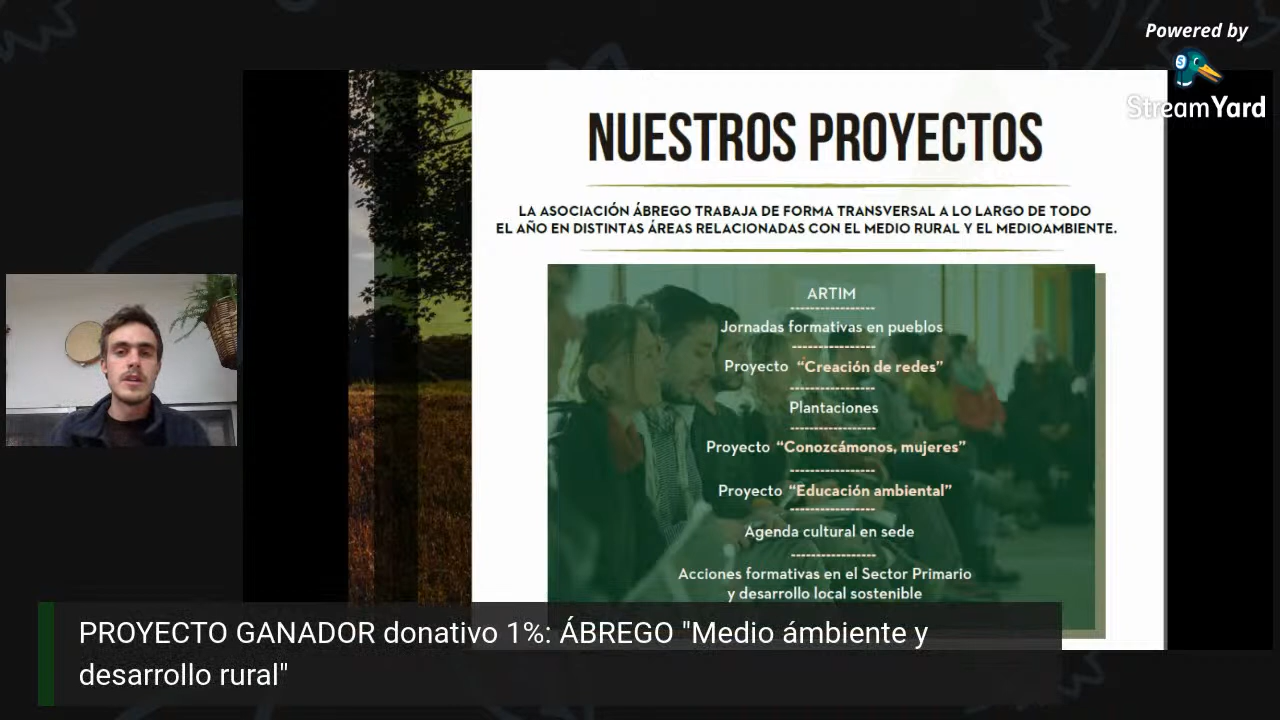 Powered by
StreamYard
NUESTROS PROYECTOS
LA ASOCIACIÓN ÁBREGO TRABAJA DE FORMA TRANSVERSAL A LO LARGO DE TODO
EL AÑO EN DISTINTAS ÁREAS RELACIONADAS CON EL MEDIO RURAL Y EL MEDIOAMBIENTE.
ARTIM
-----------------
Jornadas formativas en pueblos
-----------------
Proyecto “Creación de redes”
-----------------
Plantaciones
-----------------
Proyecto “Conozcámonos, mujeres”
-----------------
Proyecto “Educación ambiental”
-----------------
Agenda cultural en sede
-----------------
Acciones formativas en el Sector Primario
y desarrollo local sostenible
PROYECTO GANADOR donativo 1%: ÁBREGO "Medio ámbiente y
desarrollo rural"